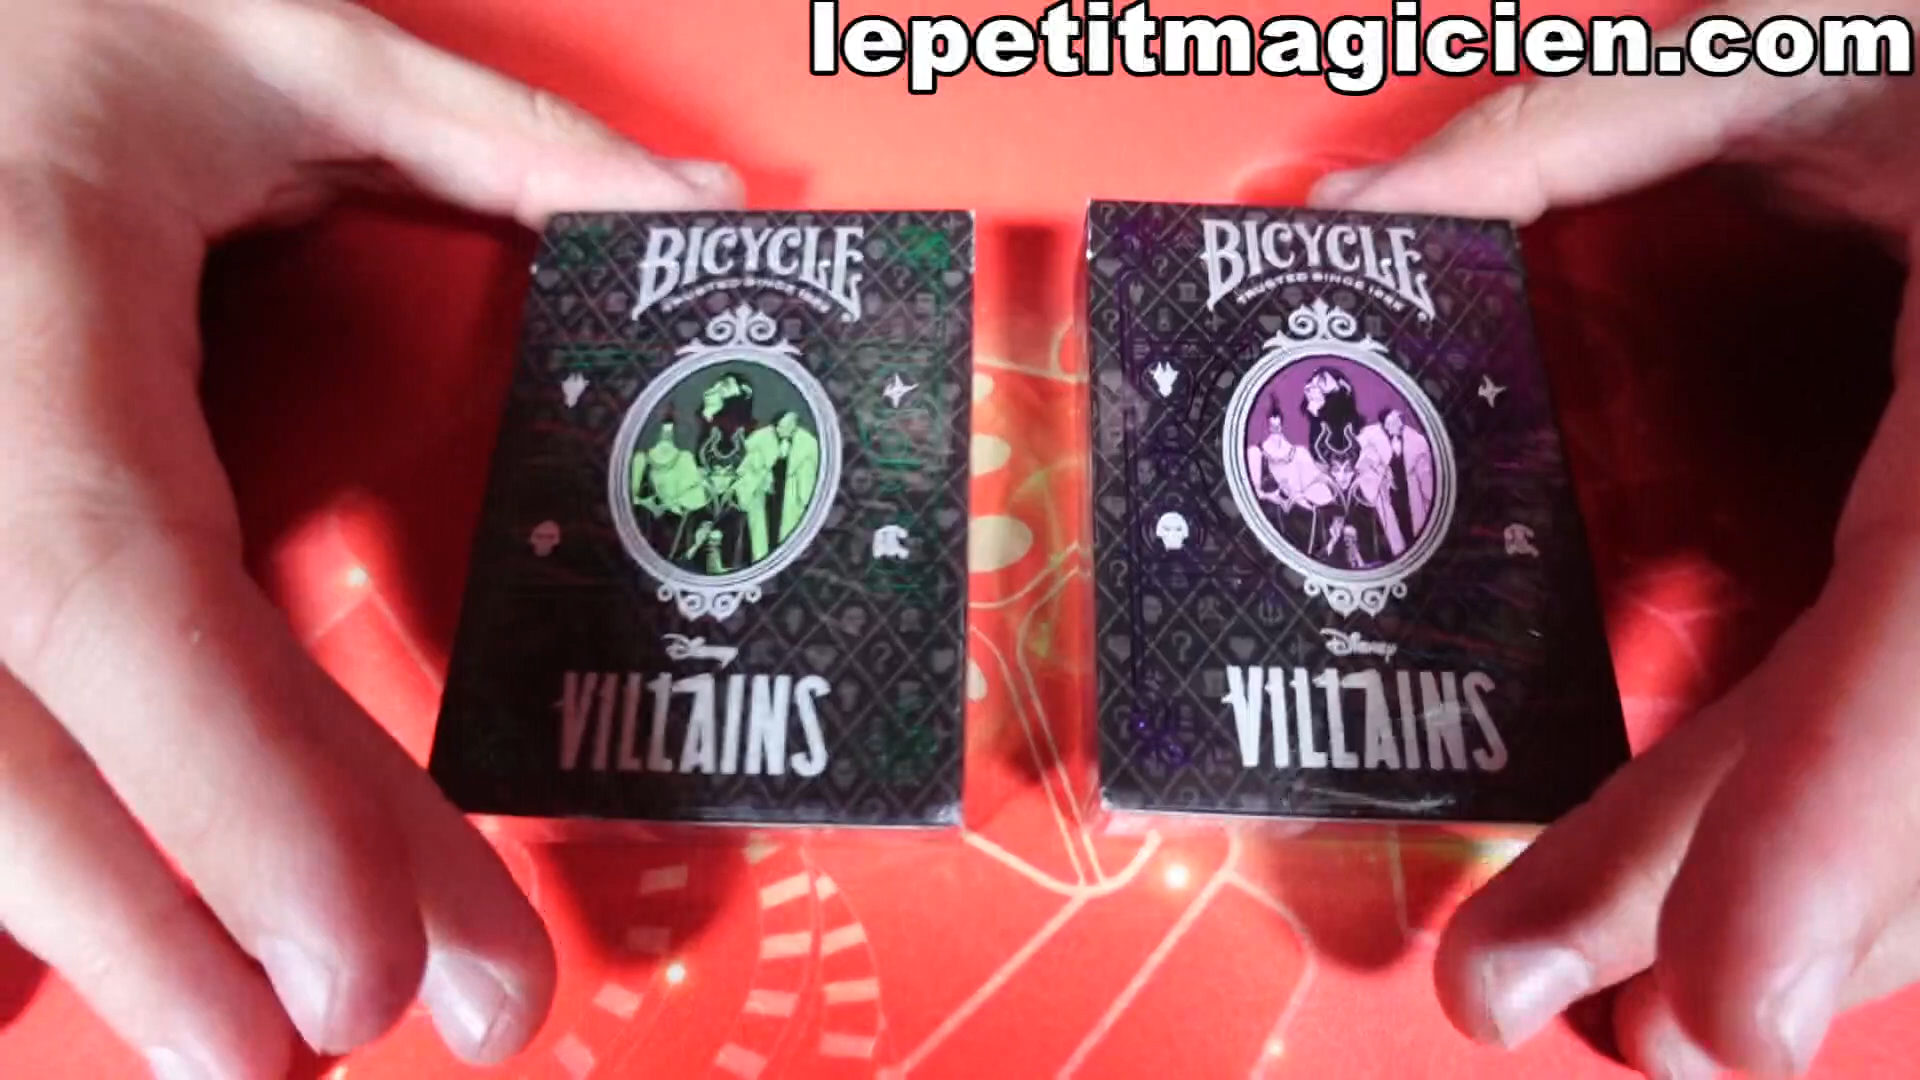 lepetitmagicien.com
BICYCLE
TRUSTED SINCE 1885
Disney
VILLAINS
BICYCLE
TRUSTED SINCE 1885
Disney
VILLAINS